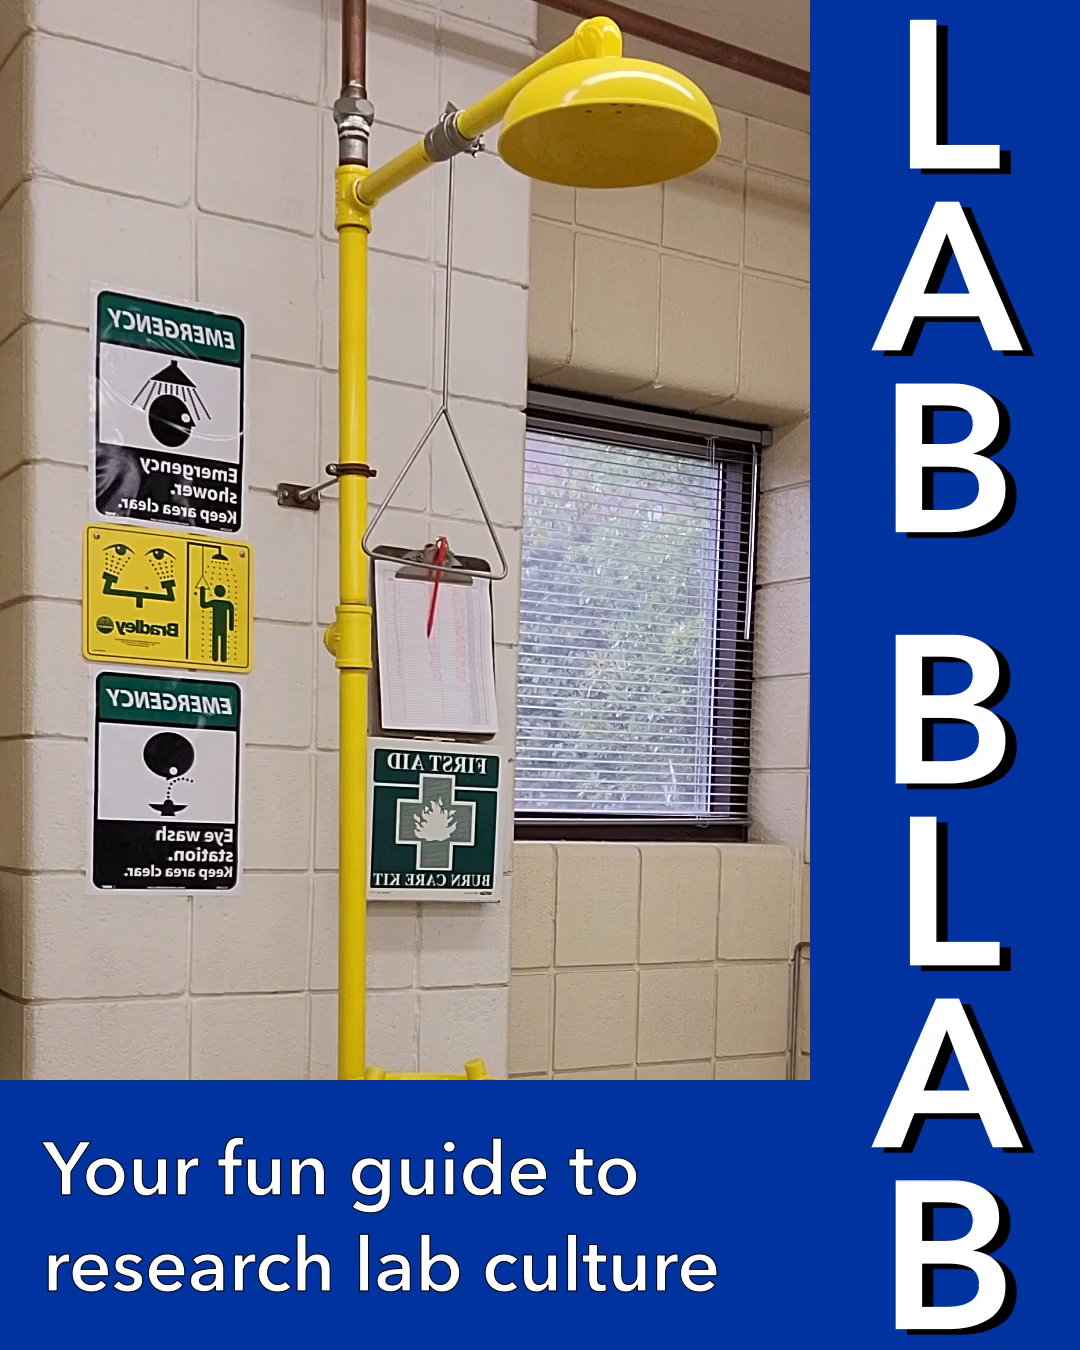 LAB BLAB
EMERGENCY
Emergency
shower.
Keep area clear.
Bradley
EMERGENCY
Eye wash
station.
Keep area clear.
FIRST AID
BURN CARE KIT
Your fun guide to
research lab culture